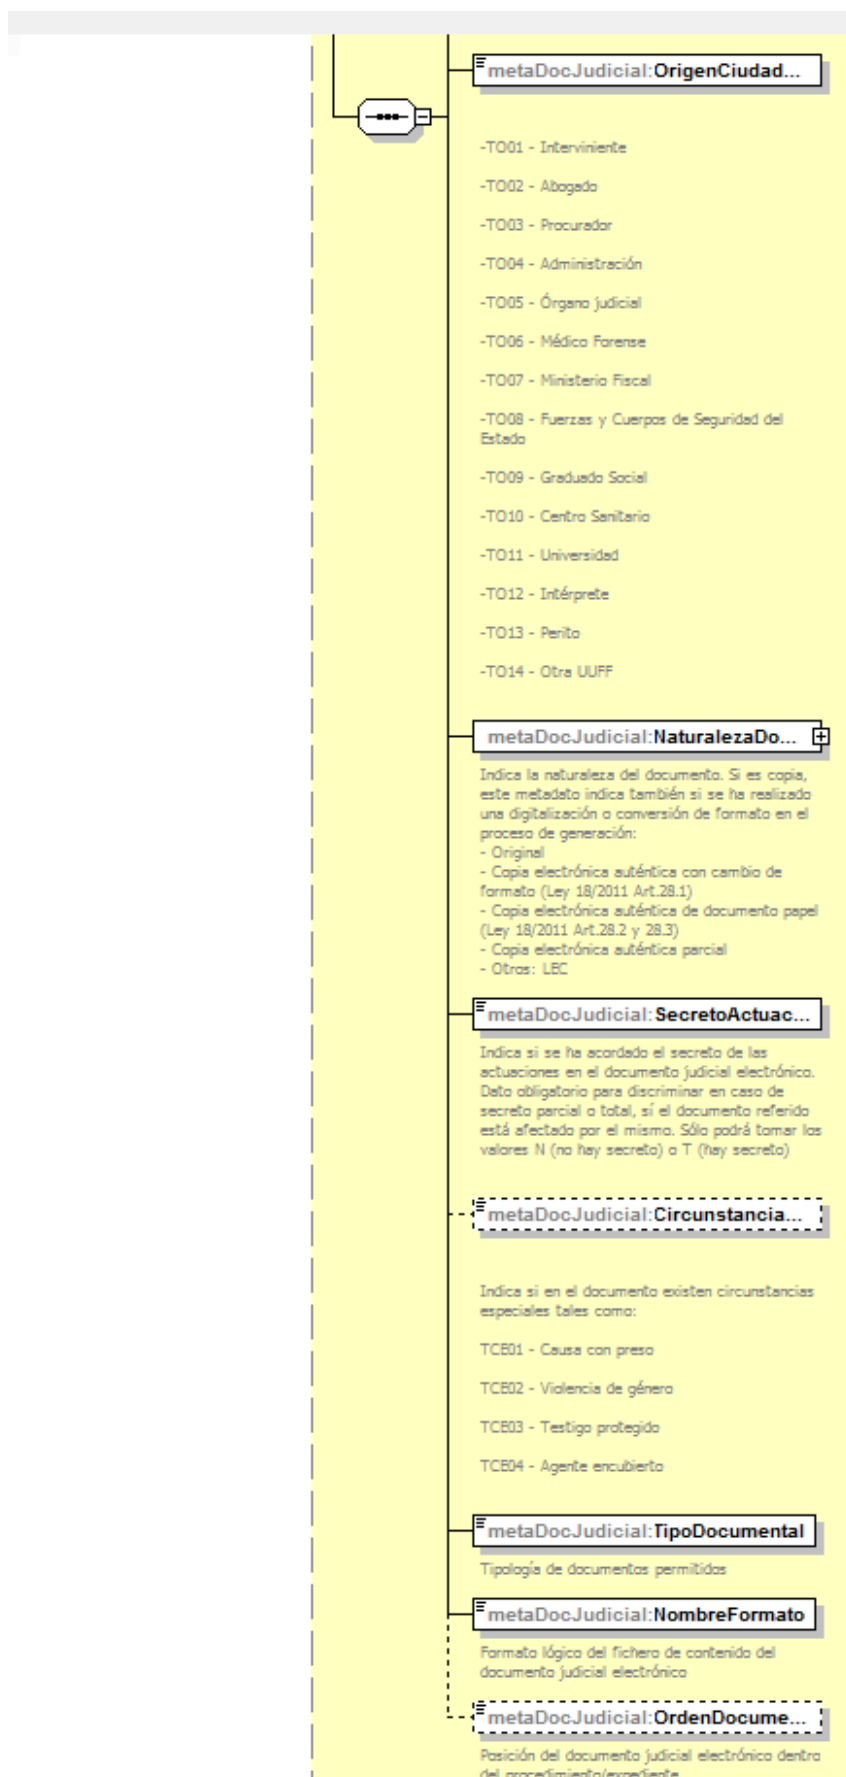 metaDocJudicial:OrigenCiudad...
-TO01 - Interviniente
-TO02 - Abogado
-TO03 - Procurador
-TO04 - Administración
-TO05 - Órgano judicial
-TO06 - Médico Forense
-TO07 - Ministerio Fiscal
-TO08 - Fuerzas y Cuerpos de Seguridad del
Estado
-TO09 - Graduado Social
-TO10 - Centro Sanitario
-TO11 - Universidad
-TO12 - Intérprete
-TO13 - Perito
-TO14 - Otra UUFF
metaDocJudicial:NaturalezaDo...
Indica la naturaleza del documento. Si es copia,
este metadato indica también si se ha realizado
una digitalización o conversión de formato en el
proceso de generación:
- Original
- Copia electrónica auténtica con cambio de
formato (Ley 18/2011 Art.28.1)
- Copia electrónica auténtica de documento papel
(Ley 18/2011 Art.28.2 y 28.3)
- Copia electrónica auténtica parcial
- Otros: LEC
metaDocJudicial:SecretoActuac...
Indica si se ha acordado el secreto de las
actuaciones en el documento judicial electrónico.
Dato obligatorio para discriminar en caso de
secreto parcial o total, sí el documento referido
está afectado por el mismo. Sólo podrá tomar los
valores N (no hay secreto) o T (hay secreto)
metaDocJudicial:Circunstancia...
Indica si en el documento existen circunstancias
especiales tales como:
TCE01 - Causa con preso
TCE02 - Violencia de género
TCE03 - Testigo protegido
TCE04 - Agente encubierto
metaDocJudicial:TipoDocumental
Tipología de documentos permitidos
metaDocJudicial:NombreFormato
Formato lógico del fichero de contenido del
documento judicial electrónico
metaDocJudicial:OrdenDocume...
Posición del documento judicial electrónico dentro
del procedimiento/expediente